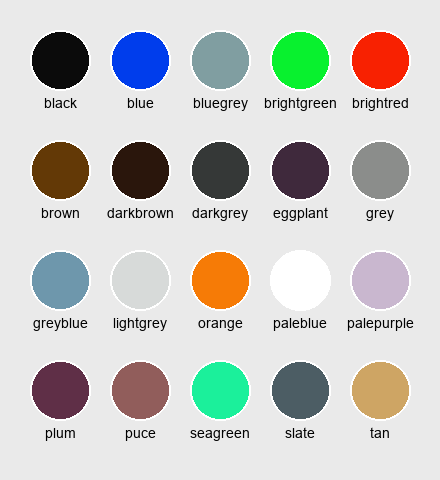 black blue bluegrey brightgreen brightred
brown darkbrown darkgrey eggplant grey
greyblue lightgrey orange paleblue palepurple
plum puce seagreen slate tan